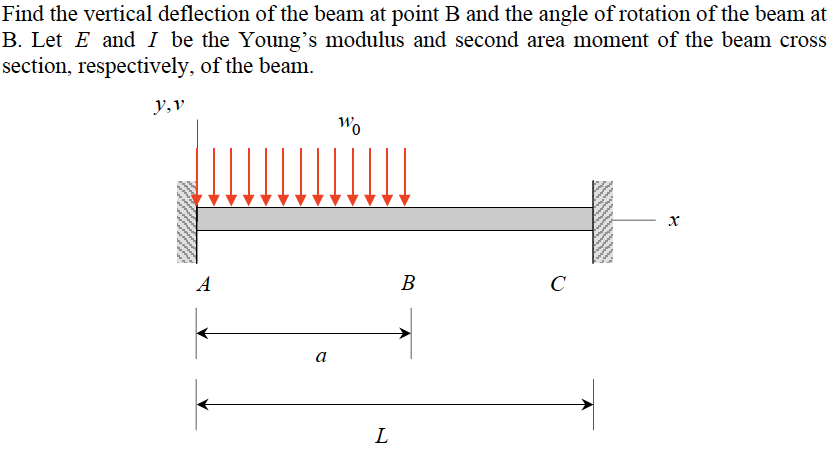 Find the vertical deflection of the beam at point B and the angle of rotation of the beam at
B. Let E and I be the Young’s modulus and second area moment of the beam cross
section, respectively, of the beam.
y,v
w₀
x
A B C
a
L